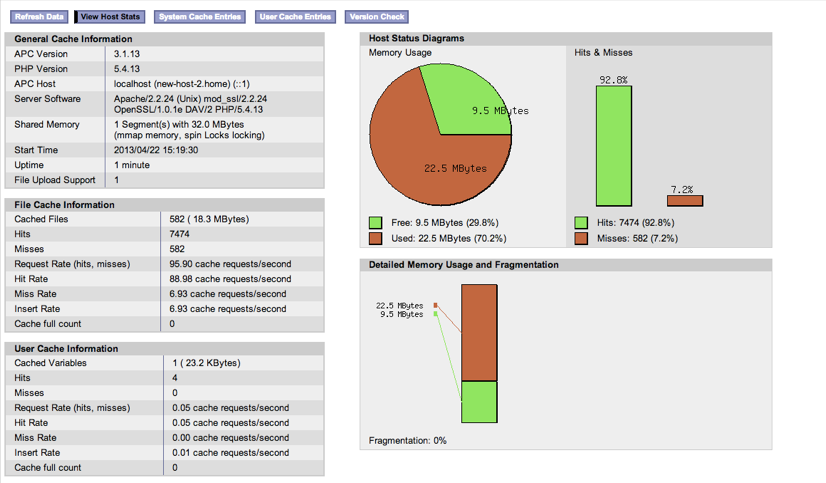 Refresh Data View Host Stats System Cache Entries User Cache Entries Version Check
General Cache Information
APC Version 3.1.13
PHP Version 5.4.13
APC Host localhost (new-host-2.home) (::1)
Server Software Apache/2.2.24 (Unix) mod_ssl/2.2.24
OpenSSL/1.0.1e DAV/2 PHP/5.4.13
Shared Memory 1 Segment(s) with 32.0 MBytes
(mmap memory, spin Locks locking)
Start Time 2013/04/22 15:19:30
Uptime 1 minute
File Upload Support 1
File Cache Information
Cached Files 582 ( 18.3 MBytes)
Hits 7474
Misses 582
Request Rate (hits, misses) 95.90 cache requests/second
Hit Rate 88.98 cache requests/second
Miss Rate 6.93 cache requests/second
Insert Rate 6.93 cache requests/second
Cache full count 0
User Cache Information
Cached Variables 1 ( 23.2 KBytes)
Hits 4
Misses 0
Request Rate (hits, misses) 0.05 cache requests/second
Hit Rate 0.05 cache requests/second
Miss Rate 0.00 cache requests/second
Insert Rate 0.01 cache requests/second
Cache full count 0
Host Status Diagrams
Memory Usage Hits & Misses
9.5 MBytes
22.5 MBytes
92.8%
7.2%
Free: 9.5 MBytes (29.8%) Hits: 7474 (92.8%)
Used: 22.5 MBytes (70.2%) Misses: 582 (7.2%)
Detailed Memory Usage and Fragmentation
22.5 MBytes
9.5 MBytes
Fragmentation: 0%